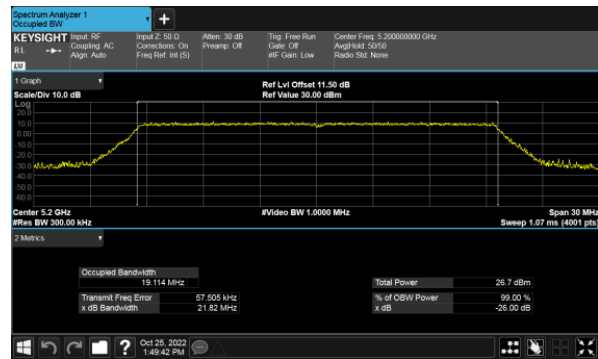 Spectrum Analyzer 1
Occupied BW
+
KEYSIGHT Input: RF Input Z: 50 Ω Atten: 30 dB Trig: Free Run Center Freq: 5.200000000 GHz
RL Coupling: AC Corrections: On Preamp: Off Gate: Off Avg|Hold: 50/50
Align: Auto Freq Ref: Int (S) #IF Gain: Low Radio Std: None
1 Graph
Scale/Div 10.0 dB
Ref Lvl Offset 11.50 dB
Ref Value 30.00 dBm
Log
20.0
10.0
0.00
-10.0
-20.0
-30.0
-40.0
-50.0
-60.0
Center 5.2 GHz #Video BW 1.0000 MHz Span 30 MHz
#Res BW 300.00 kHz Sweep 1.07 ms (4001 pts)
2 Metrics
Occupied Bandwidth
19.114 MHz Total Power 26.7 dBm
Transmit Freq Error 57.505 kHz % of OBW Power 99.00 %
x dB Bandwidth 21.82 MHz x dB -26.00 dB
? Oct 25, 2022
1:49:42 PM